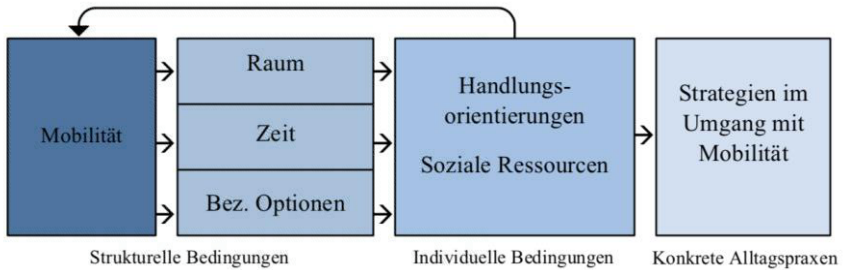 Mobilität
Raum
Zeit
Bez. Optionen
Handlungs-
orientierungen
Soziale Ressourcen
Strategien im
Umgang mit
Mobilität
Strukturelle Bedingungen
Individuelle Bedingungen
Konkrete Alltagspraxen